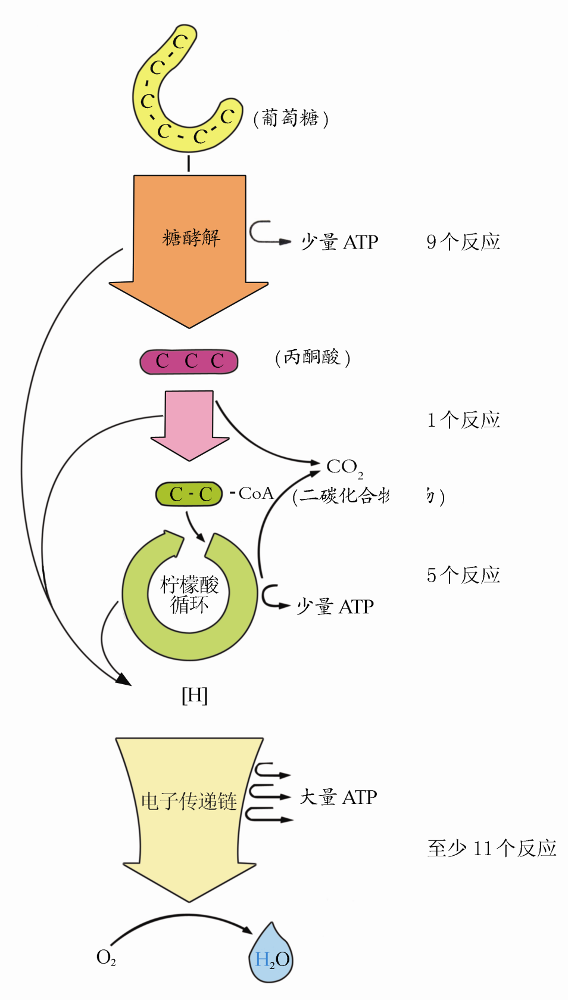 C
C
C
C
C
C
(葡萄糖)
糖酵解
少量 ATP
9个反应
C C C
(丙酮酸)
1个反应
CO₂
C - C - CoA
(二碳化合物 物)
柠檬酸
循环
5个反应
少量 ATP
[H]
电子传递链
大量 ATP
至少 11个反应
O₂
H₂O